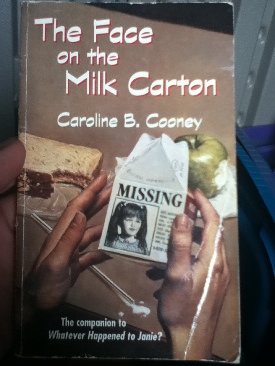 The Face
on the
Milk Carton
Caroline B. Cooney
MISSING
The companion to
Whatever Happened to Janie?